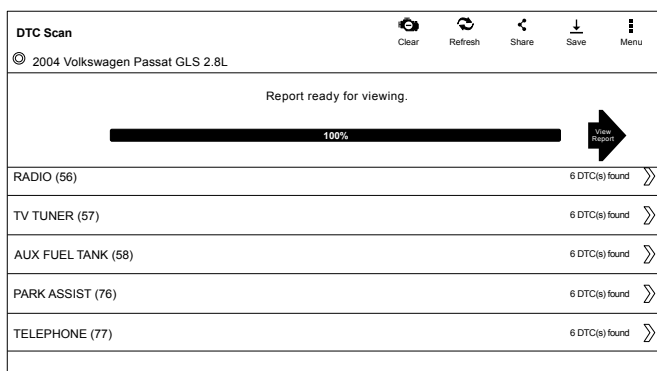 DTC Scan
Clear Refresh Share Save Menu
2004 Volkswagen Passat GLS 2.8L
Report ready for viewing.
100%
View
Report
RADIO (56) 6 DTC(s) found
TV TUNER (57) 6 DTC(s) found
AUX FUEL TANK (58) 6 DTC(s) found
PARK ASSIST (76) 6 DTC(s) found
TELEPHONE (77) 6 DTC(s) found